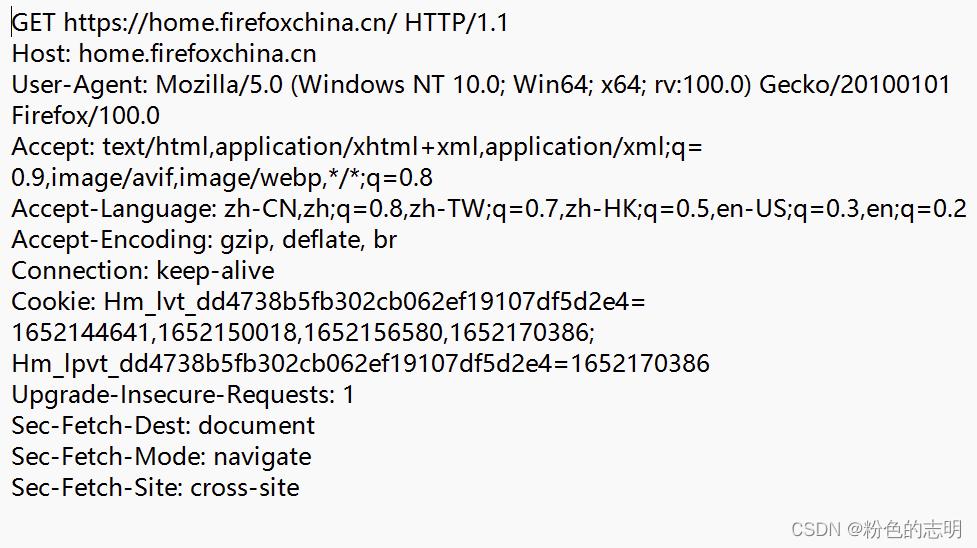 GET https://home.firefoxchina.cn/ HTTP/1.1
Host: home.firefoxchina.cn
User-Agent: Mozilla/5.0 (Windows NT 10.0; Win64; x64; rv:100.0) Gecko/20100101
Firefox/100.0
Accept: text/html,application/xhtml+xml,application/xml;q=
0.9,image/avif,image/webp,*/*;q=0.8
Accept-Language: zh-CN,zh;q=0.8,zh-TW;q=0.7,zh-HK;q=0.5,en-US;q=0.3,en;q=0.2
Accept-Encoding: gzip, deflate, br
Connection: keep-alive
Cookie: Hm_lvt_dd4738b5fb302cb062ef19107df5d2e4=
1652144641,1652150018,1652156580,1652170386;
Hm_lpvt_dd4738b5fb302cb062ef19107df5d2e4=1652170386
Upgrade-Insecure-Requests: 1
Sec-Fetch-Dest: document
Sec-Fetch-Mode: navigate
Sec-Fetch-Site: cross-site
CSDN @粉色的志明